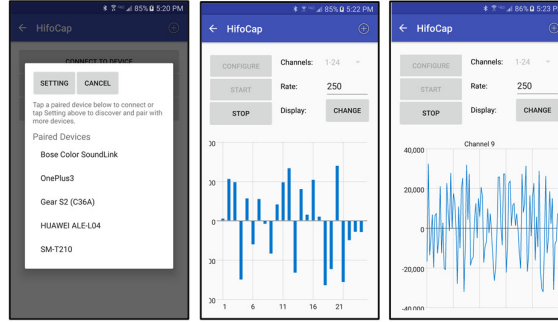 85% 5:20 PM
HifoCap
CONNECT TO DEVICE
SETTING CANCEL
Tap a paired device below to connect or
tap Setting above to discover and pair with
more devices.
Paired Devices
Bose Color SoundLink
OnePlus3
Gear S2 (C36A)
HUAWEI ALE-L04
SM-T210
85% 5:22 PM
HifoCap
CONFIGURE Channels: 1-24
START Rate: 250
STOP Display: CHANGE
0
1 6 11 16 21
86% 5:23 PM
HifoCap
CONFIGURE Channels: 1-24
START Rate: 250
STOP Display: CHANGE
Channel 9
40,000
20,000
0
-20,000
-40,000